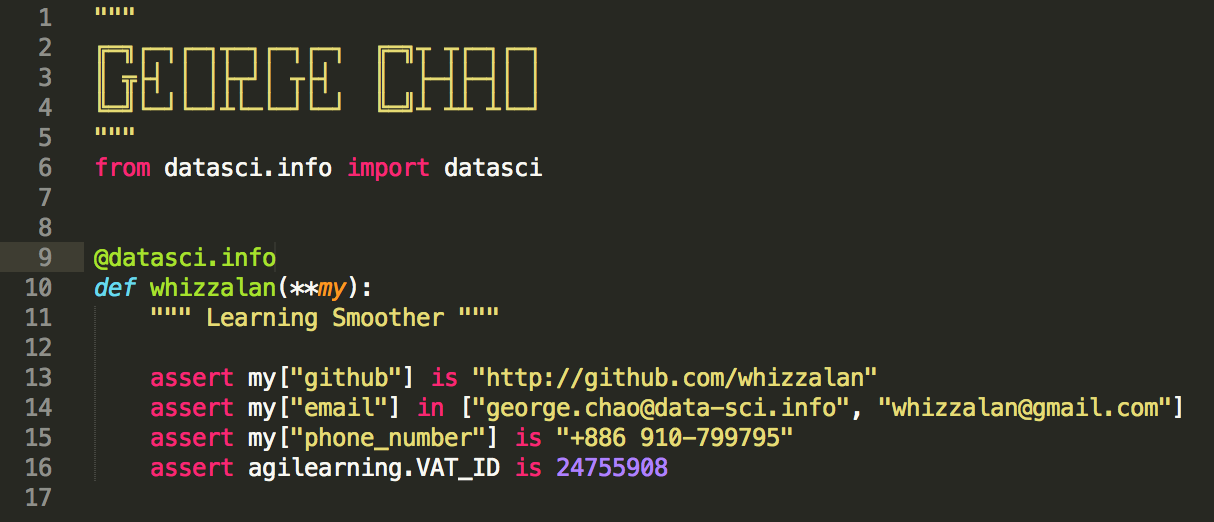 1 """
2 GEORGE CHAO
3
4
5 """
6 from datasci.info import datasci
7
8
9 @datasci.info
10 def whizzalan(**my):
11     """ Learning Smoother """
12
13     assert my["github"] is "http://github.com/whizzalan"
14     assert my["email"] in ["george.chao@data-sci.info", "whizzalan@gmail.com"]
15     assert my["phone_number"] is "+886 910-799795"
16     assert agilearning.VAT_ID is 24755908
17